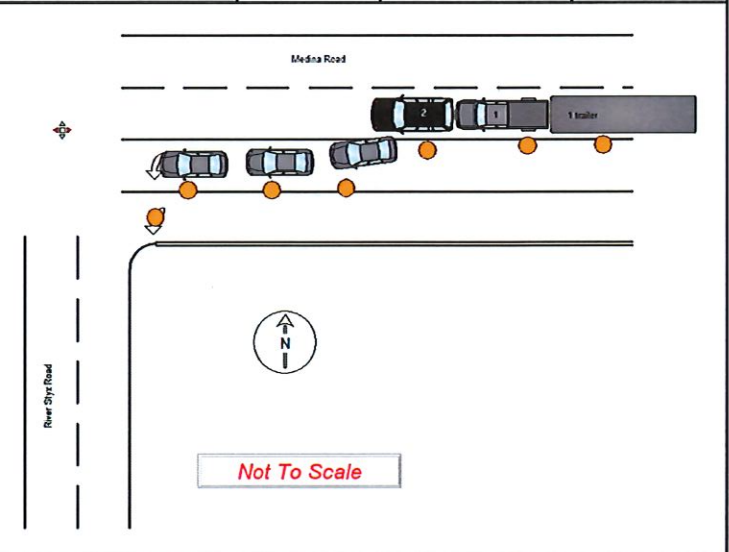 Medina Road
2
1
1 trailer
N
River Styx Road
Not To Scale